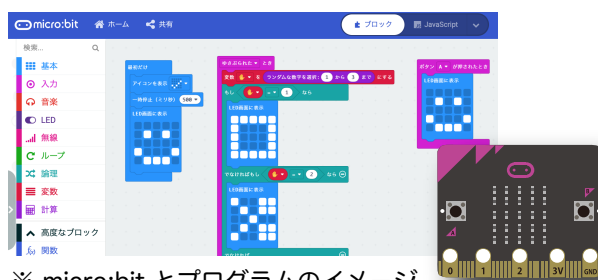 micro:bit ホーム 共有 ブロック JavaScript
検索...
基本
入力
音楽
LED
無線
ループ
論理
変数
計算
高度なブロック
関数
最初だけ
アイコンを表示
一時停止（ミリ秒） 500
LED画面に表示
ゆさぶられた とき
変数 を ランダムな数字を選択: 1 から 3 まで にする
もし = 1 なら
LED画面に表示
でなければもし = 2 なら
LED画面に表示
でなければ
ボタン A が押されたとき
LED画面に表示
0 1 2 3V GND
※ micro:bit とプログラムのイメージ